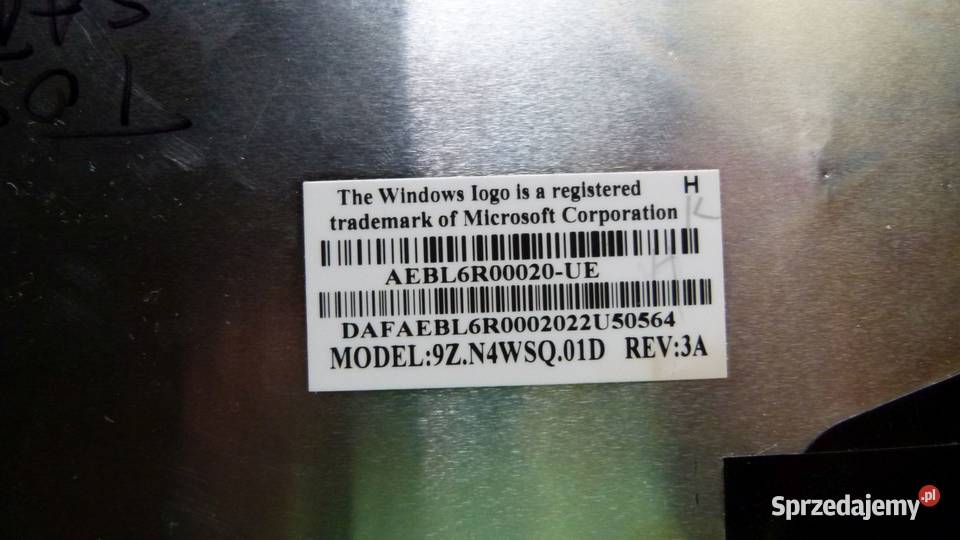 The Windows Iogo is a registered
trademark of Microsoft Corporation
H
K
AEBL6R00020-UE
DAFAEBL6R0002022U50564
MODEL:9Z.N4WSQ.01D REV:3A
Sprzedajemy.pl